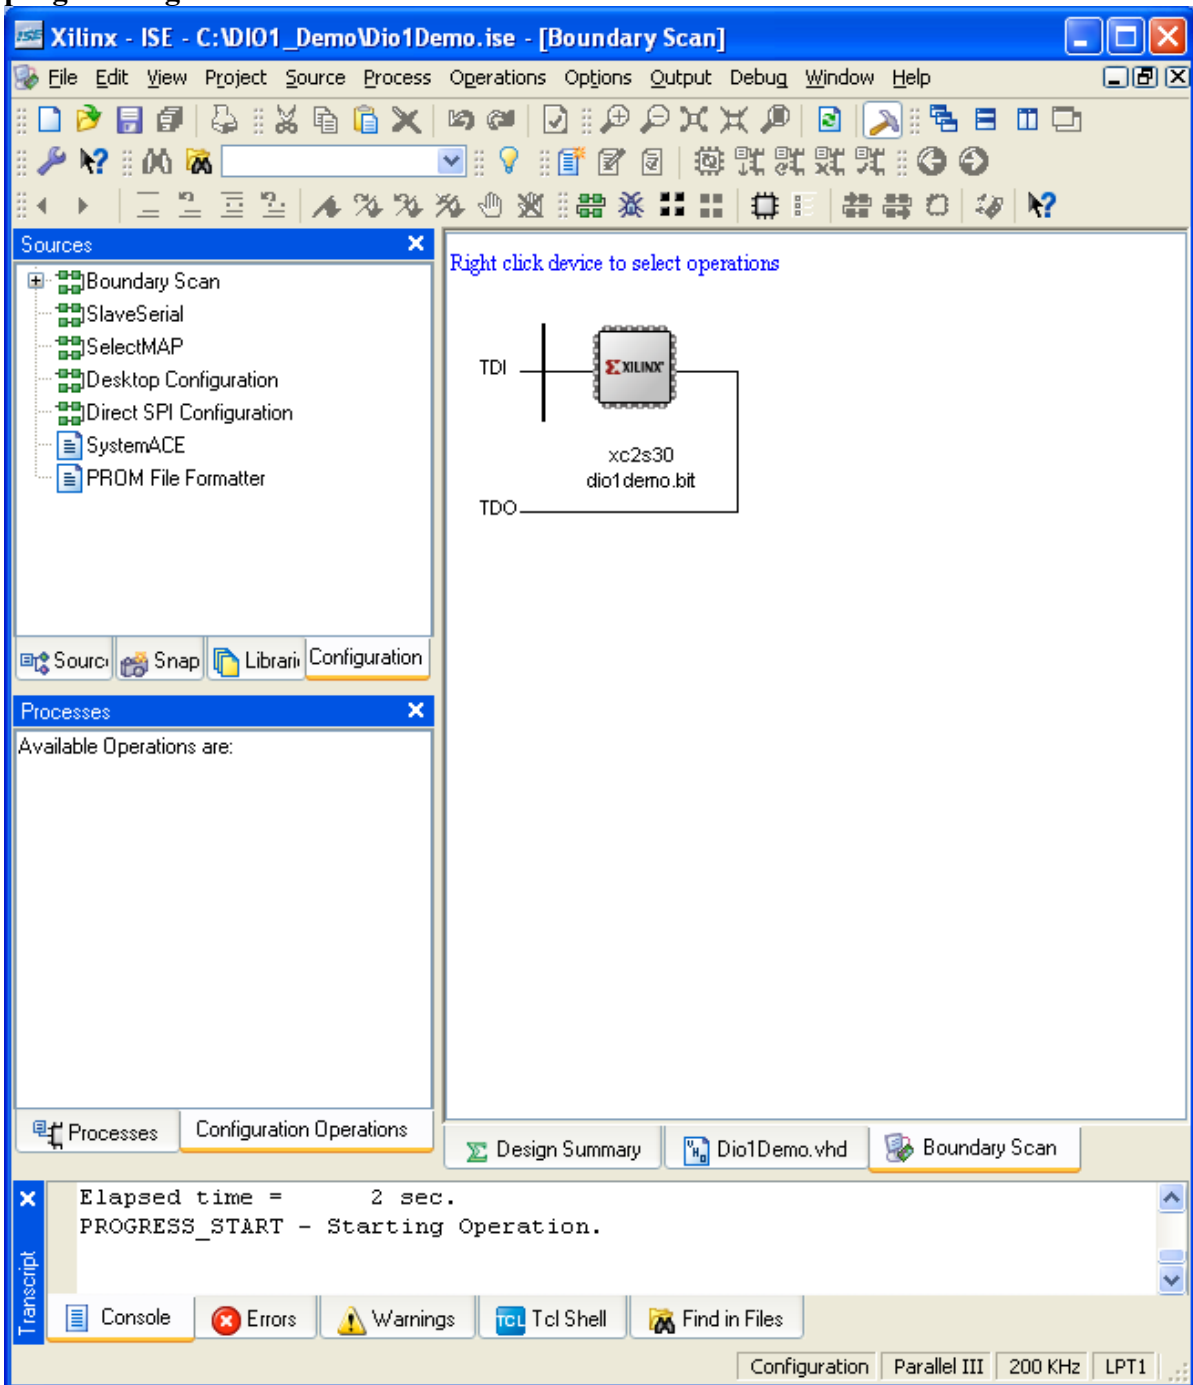 Xilinx - ISE - C:\DIO1_Demo\Dio1Demo.ise - [Boundary Scan]
File Edit View Project Source Process Operations Options Output Debug Window Help
Sources
Boundary Scan
SlaveSerial
SelectMAP
Desktop Configuration
Direct SPI Configuration
SystemACE
PROM File Formatter
Sourc Snap Librari Configuration
Processes
Available Operations are:
Processes Configuration Operations
Right click device to select operations
TDI
XILINX
xc2s30
dio1demo.bit
TDO
Design Summary Dio1Demo.vhd Boundary Scan
Transcript
Elapsed time = 2 sec.
PROGRESS_START - Starting Operation.
Console Errors Warnings TCL Tcl Shell Find in Files
Configuration Parallel III 200 KHz LPT1